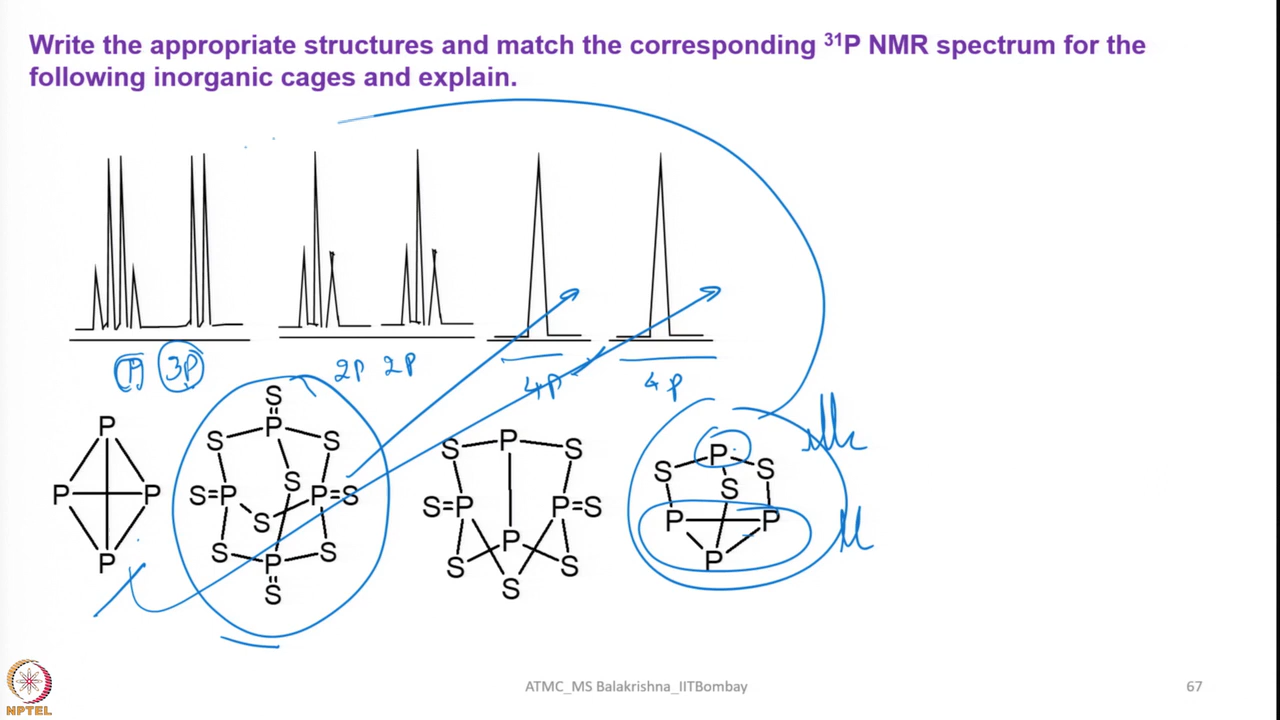 Write the appropriate structures and match the corresponding ³¹P NMR spectrum for the
following inorganic cages and explain.
3P 2P 2P 4P 4P
P
P P
P
S
P
S S
S
S=P P=S
S
S S
P
S
S P S
S=P P=S
P
S S
S
P
S S
S
P P
P
NPTEL
ATMC_MS Balakrishna_IITBombay
67